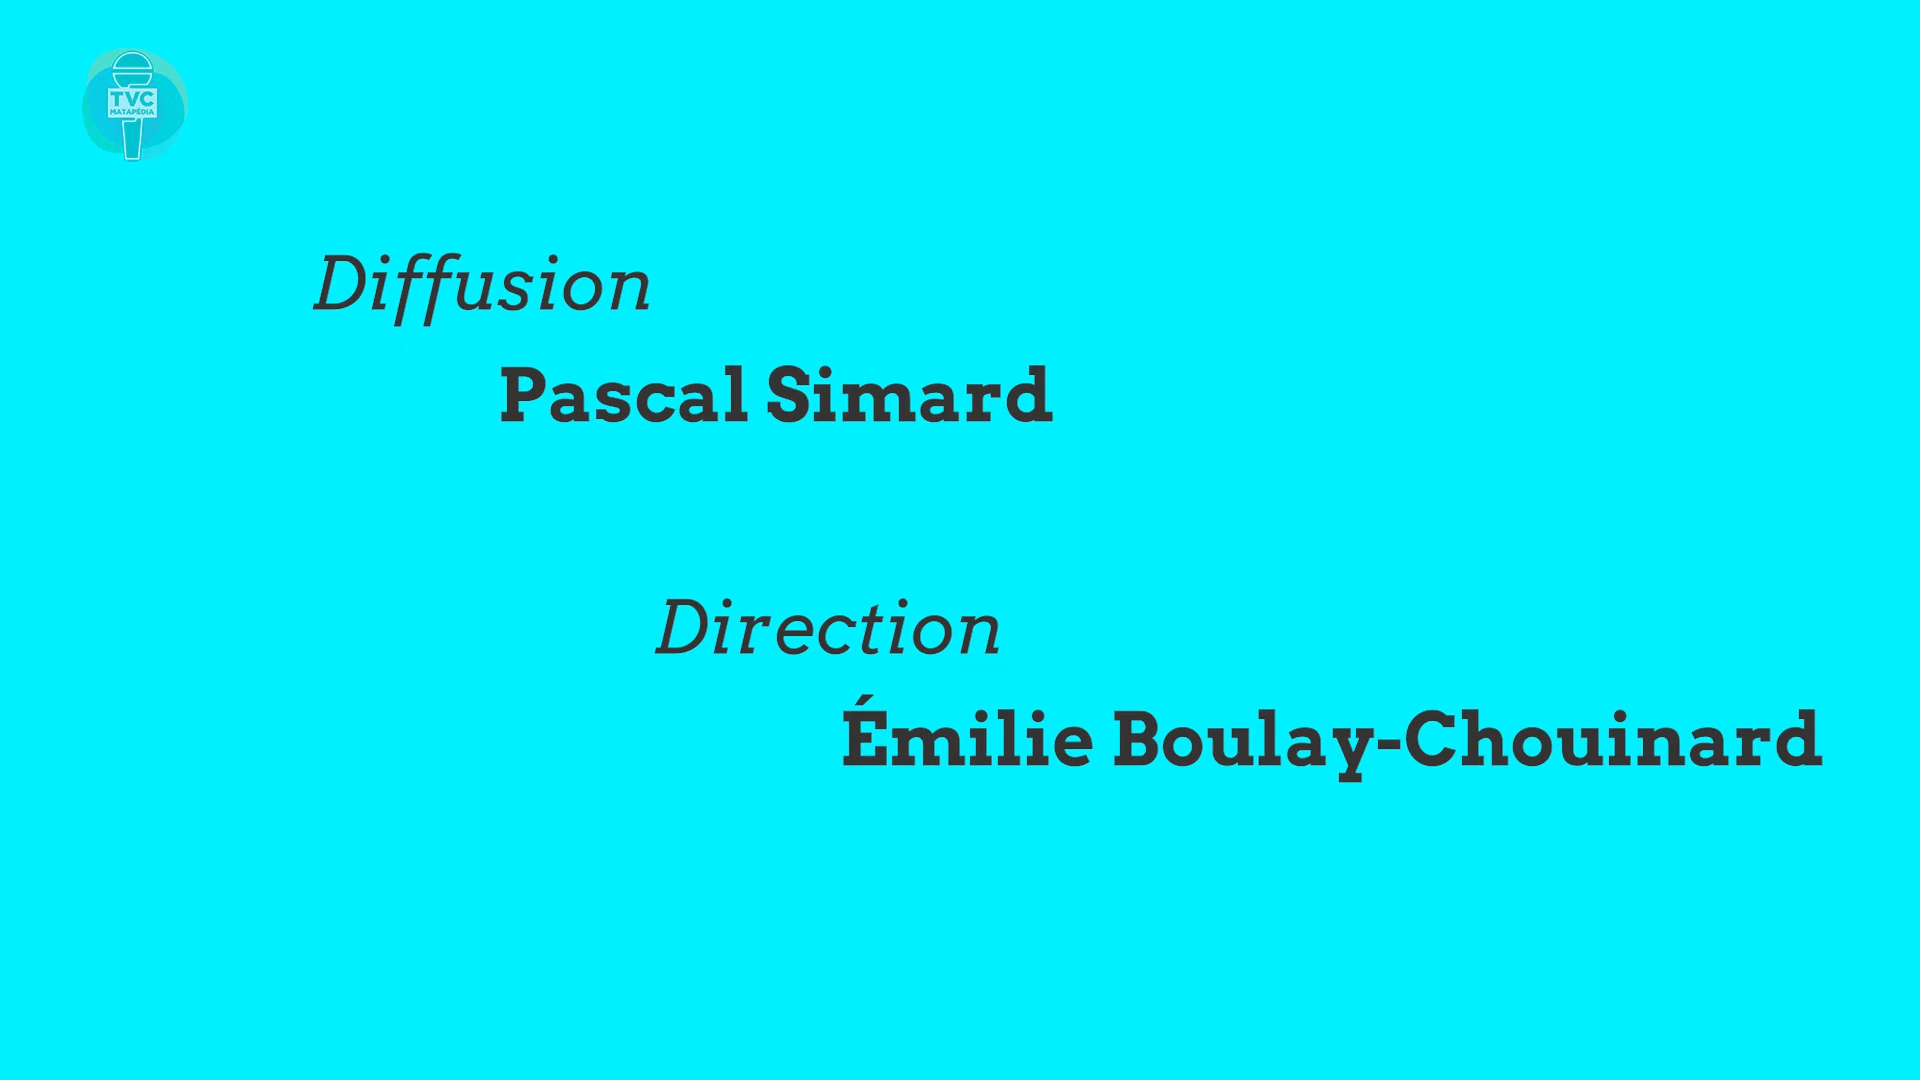 TVC
MATAPÉDIA
Diffusion
Pascal Simard
Direction
Émilie Boulay-Chouinard